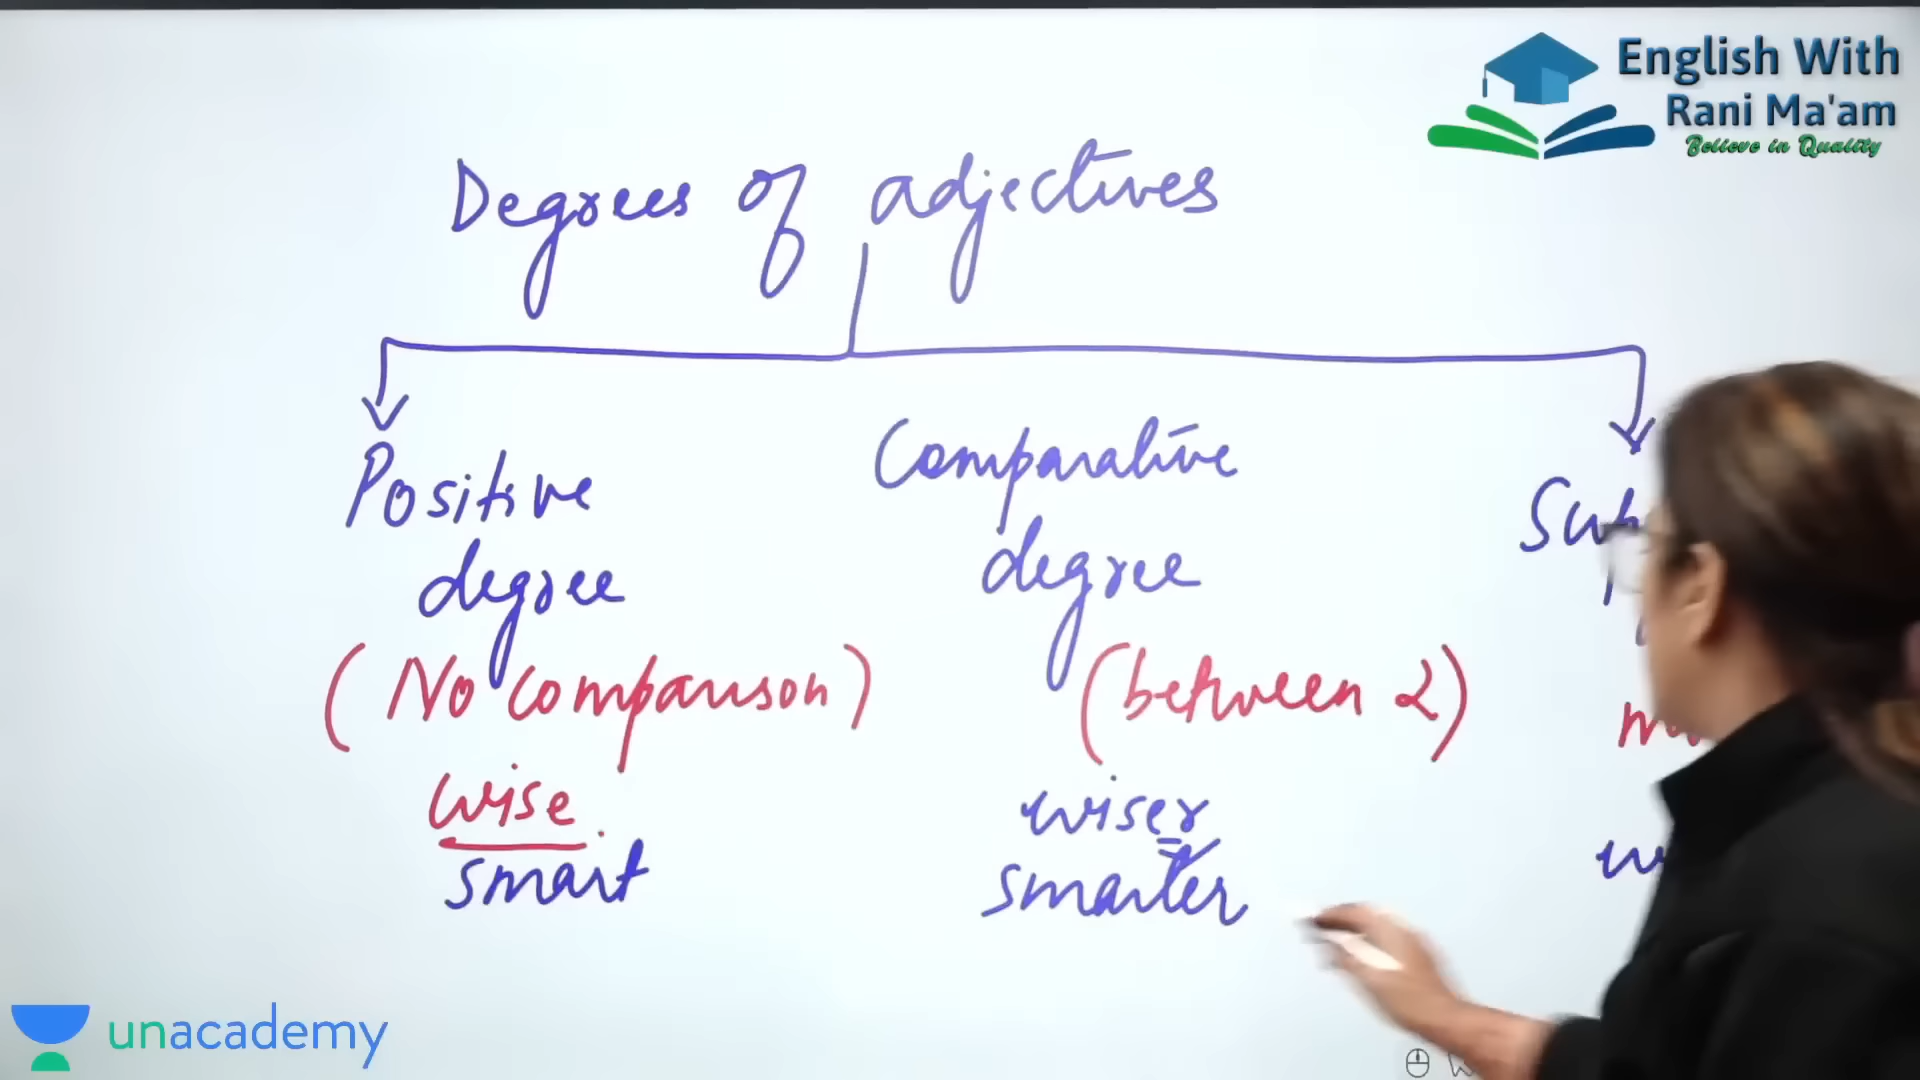 English With
Rani Ma'am
Believe in Quality
Degrees of adjectives
Positive
degree
(No comparison)
wise
smart
Comparative
degree
(between 2)
wiser
smarter
unacademy